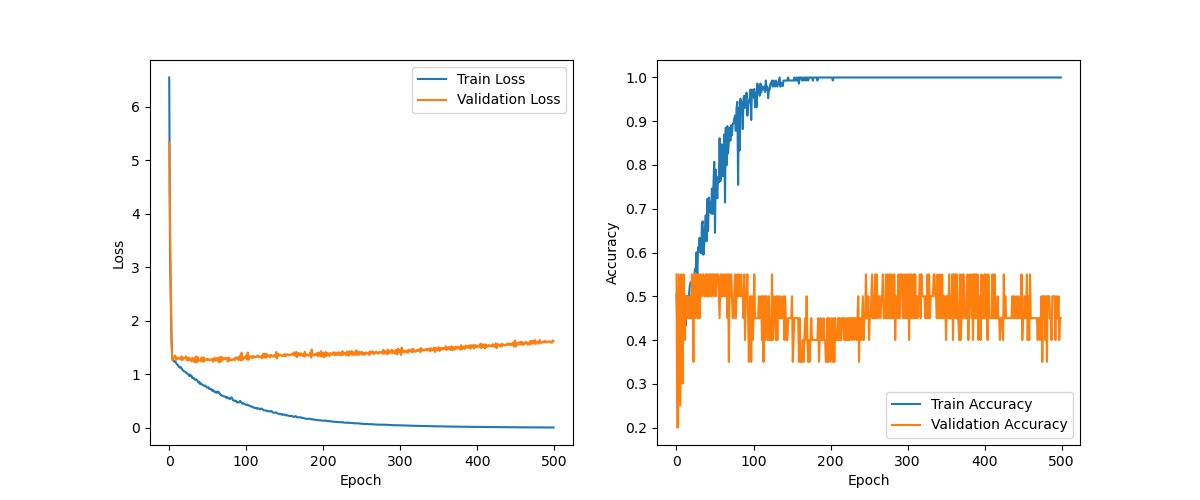 Train Loss
Validation Loss
6
5
4
3
2
1
0
Loss
0 100 200 300 400 500
Epoch
1.0
0.9
0.8
0.7
0.6
0.5
0.4
0.3
0.2
Accuracy
Train Accuracy
Validation Accuracy
0 100 200 300 400 500
Epoch